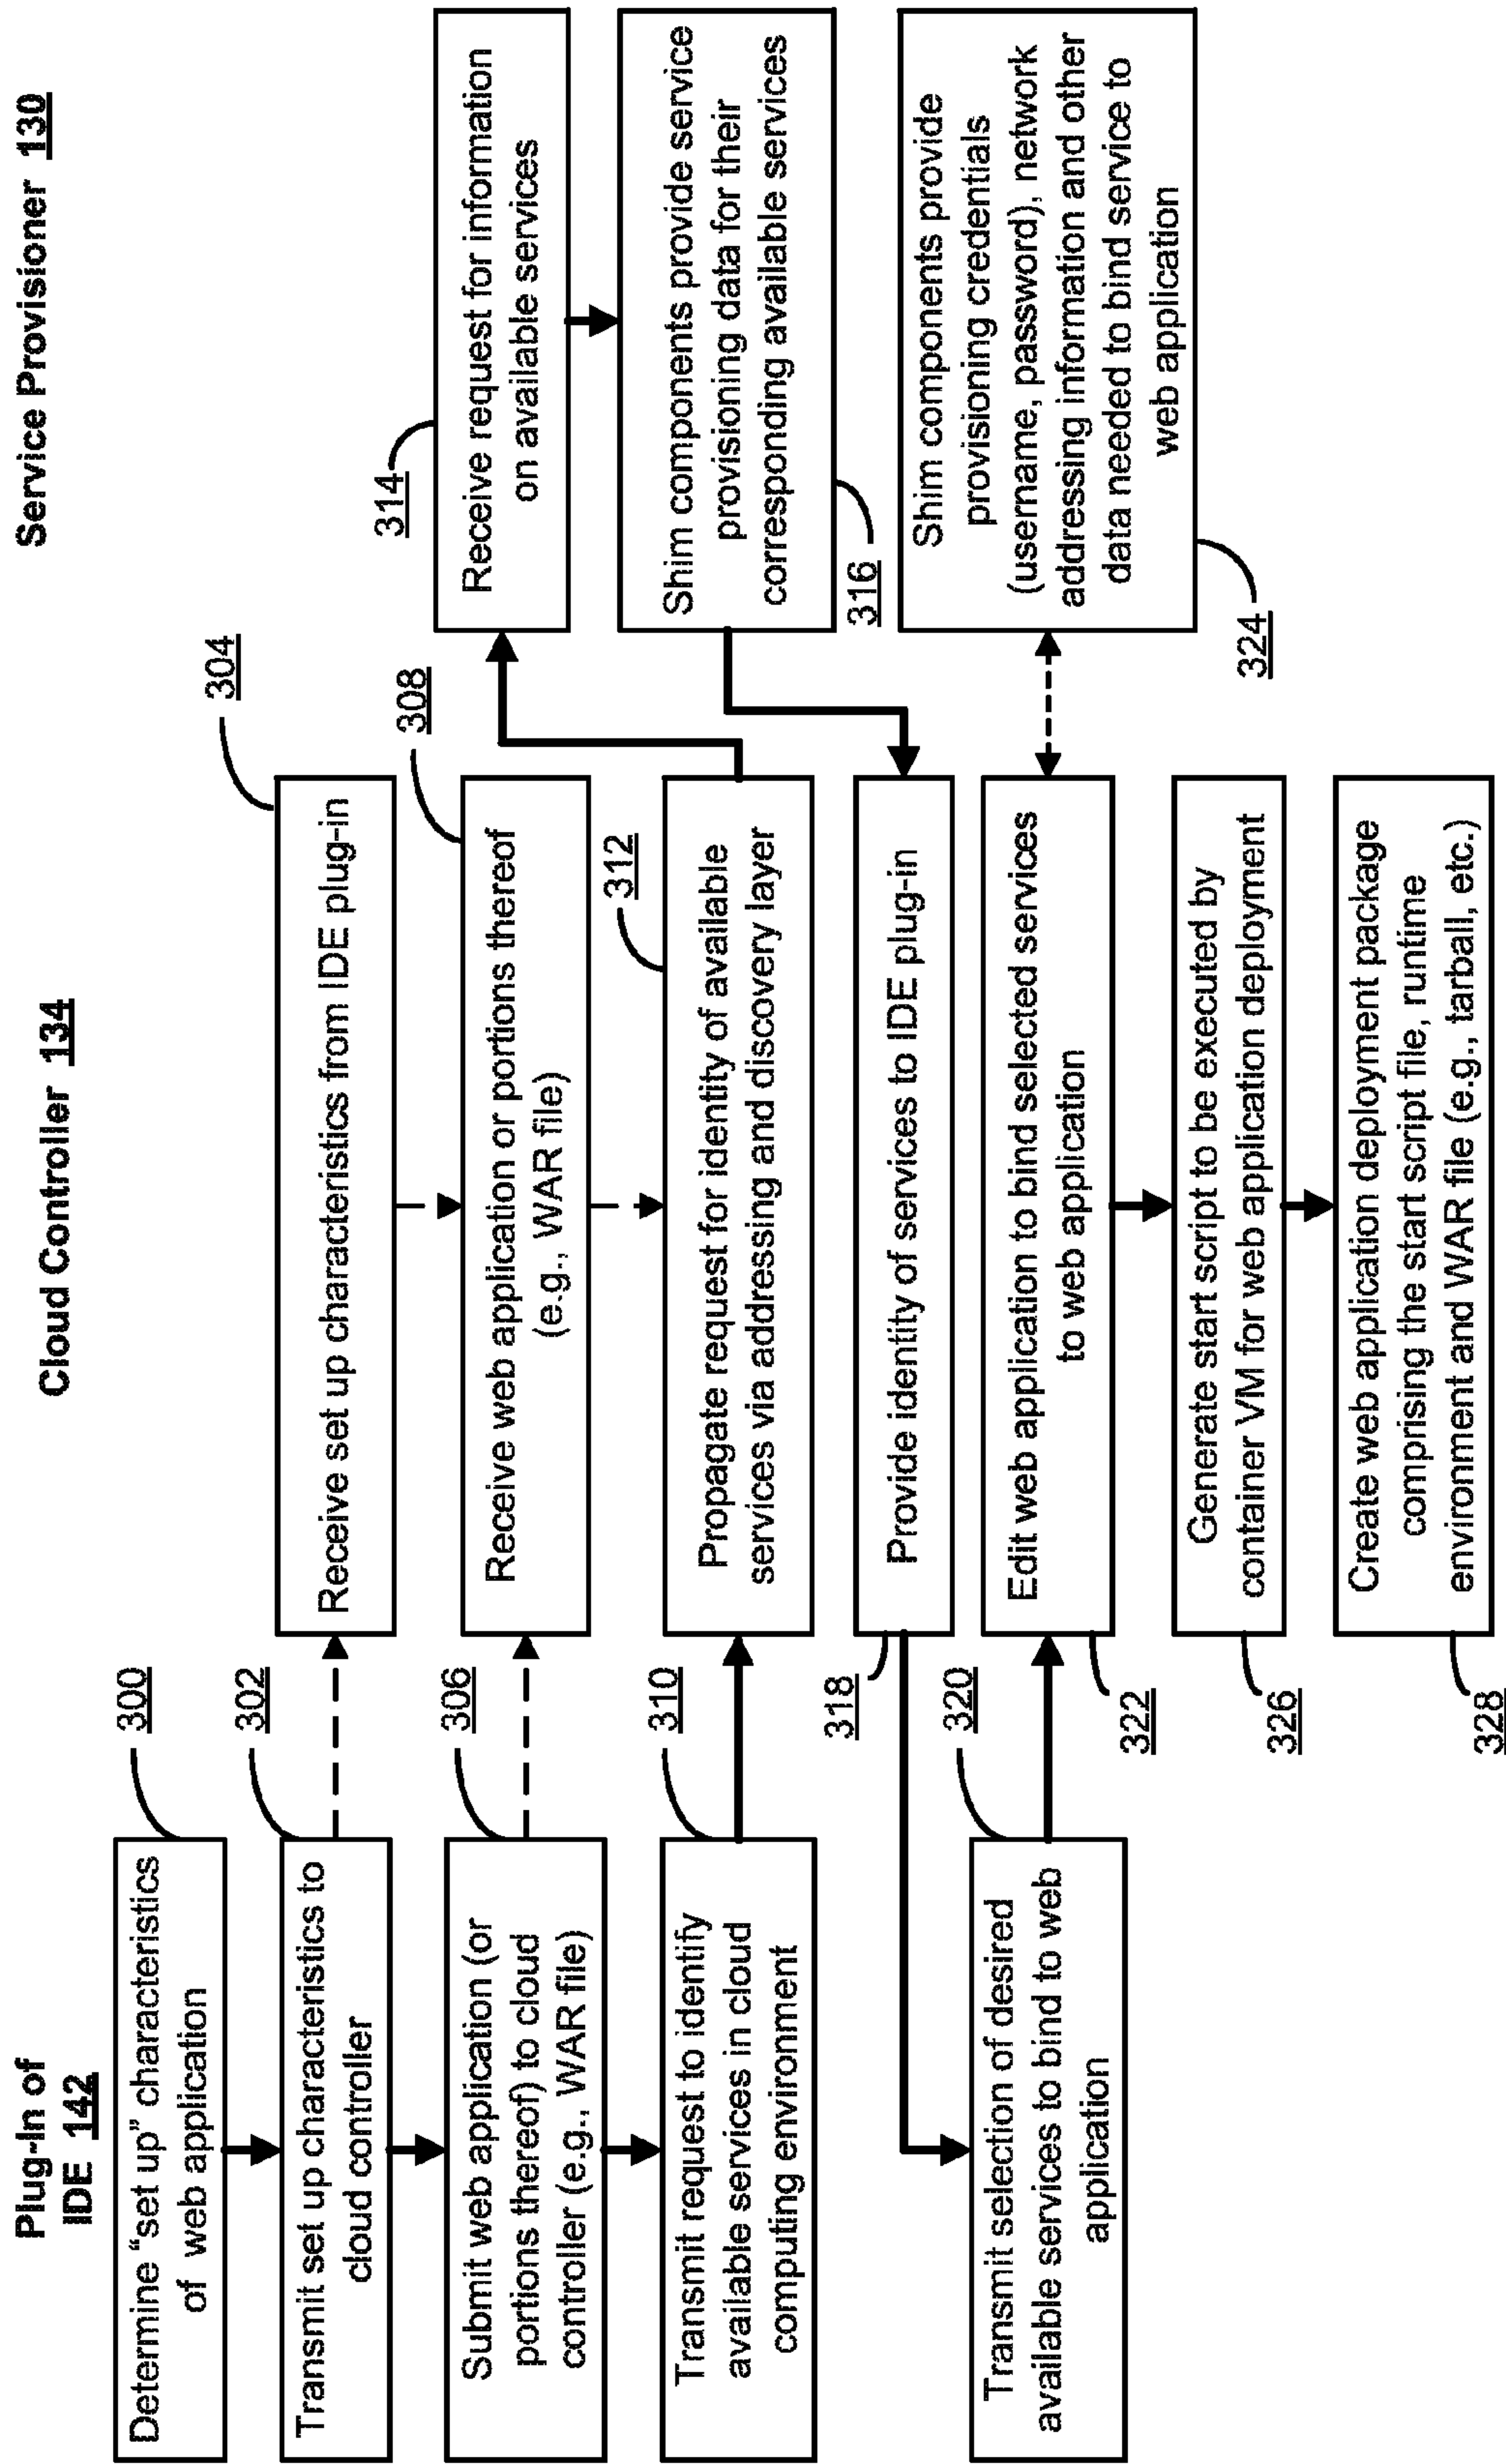 Plug-In of
IDE 142
Cloud Controller 134
Service Provisioner 130
300
Determine “set up” characteristics
of web application
302
Transmit set up characteristics to
cloud controller
304
Receive set up characteristics from IDE plug-in
306
Submit web application (or
portions thereof) to cloud
controller (e.g., WAR file)
308
Receive web application or portions thereof
(e.g., WAR file)
310
Transmit request to identify
available services in cloud
computing environment
312
Propagate request for identity of available
services via addressing and discovery layer
314
Receive request for information
on available services
Shim components provide service
provisioning data for their
corresponding available services
316
Provide identity of services to IDE plug-in
318
320
Transmit selection of desired
available services to bind to web
application
Edit web application to bind selected services
to web application
322
Shim components provide
provisioning credentials
(username, password), network
addressing information and other
data needed to bind service to
web application
324
Generate start script to be executed by
container VM for web application deployment
326
Create web application deployment package
comprising the start script file, runtime
environment and WAR file (e.g., tarball, etc.)
328